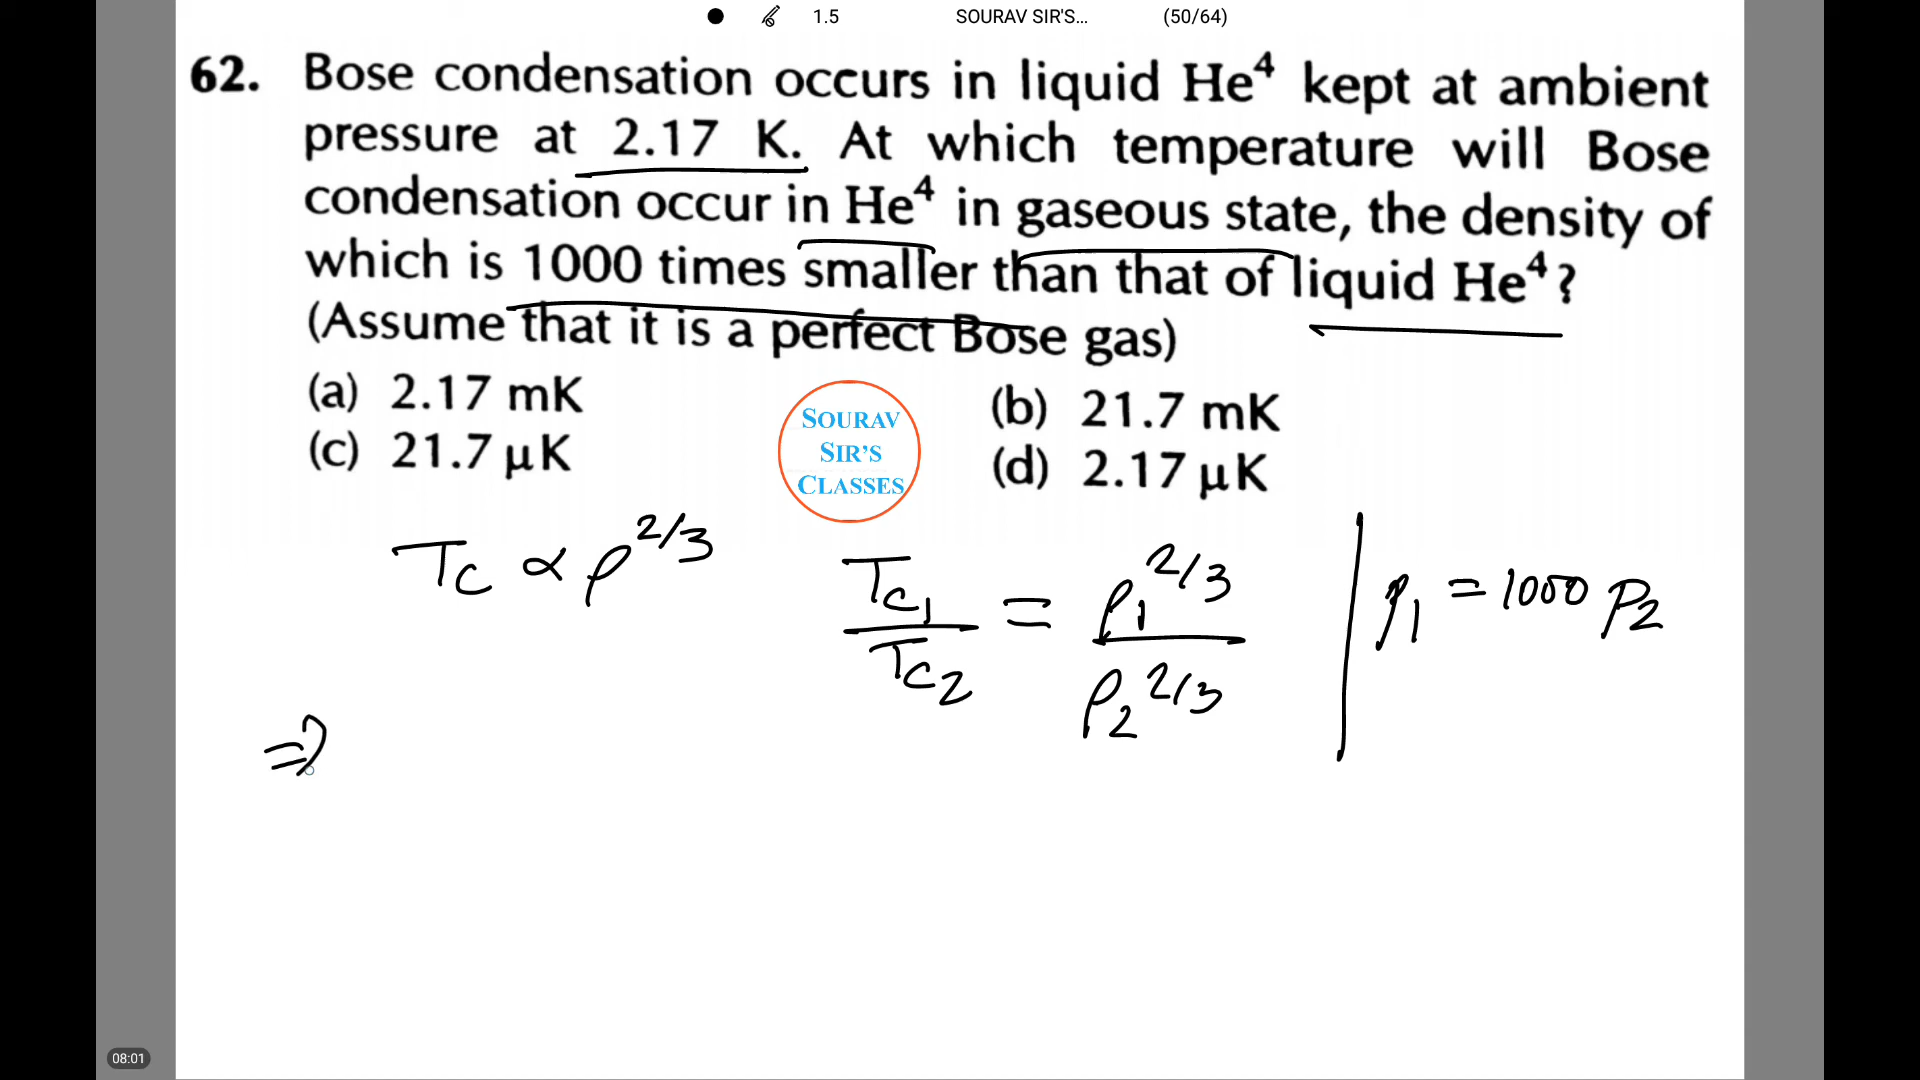 1.5 SOURAV SIR'S... (50/64)
62. Bose condensation occurs in liquid He⁴ kept at ambient
pressure at 2.17 K. At which temperature will Bose
condensation occur in He⁴ in gaseous state, the density of
which is 1000 times smaller than that of liquid He⁴?
(Assume that it is a perfect Bose gas)
(a) 2.17 mK (b) 21.7 mK
(c) 21.7 μK (d) 2.17 μK
SOURAV
SIR'S
CLASSES
Tc ∝ ρ^2/3
Tc₁/Tc₂ = ρ₁^2/3 / ρ₂^2/3
ρ₁ = 1000 ρ₂
⇒
08:01